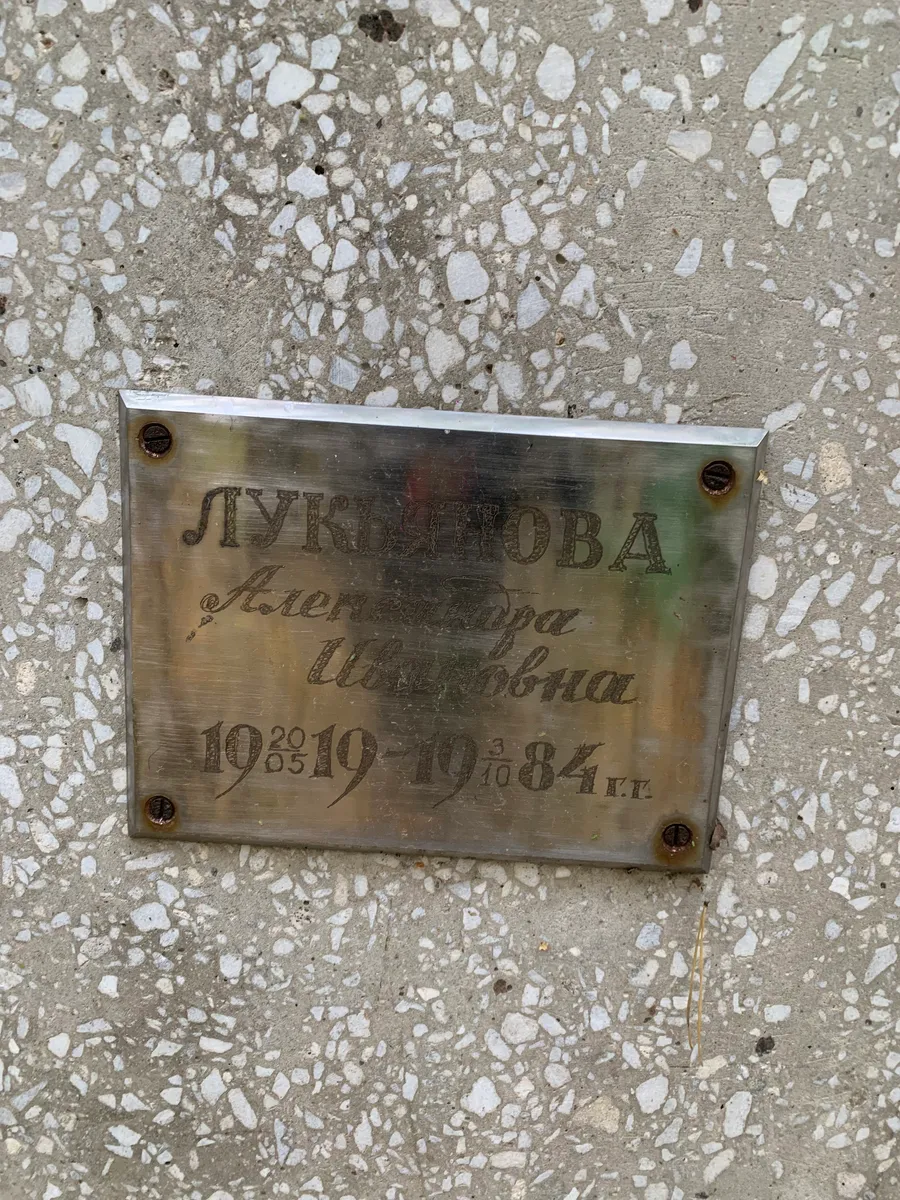 ЛУКЬЯНОВА
Александра
Ивановна
19 20/05 19 - 19 3/10 84 г.г.